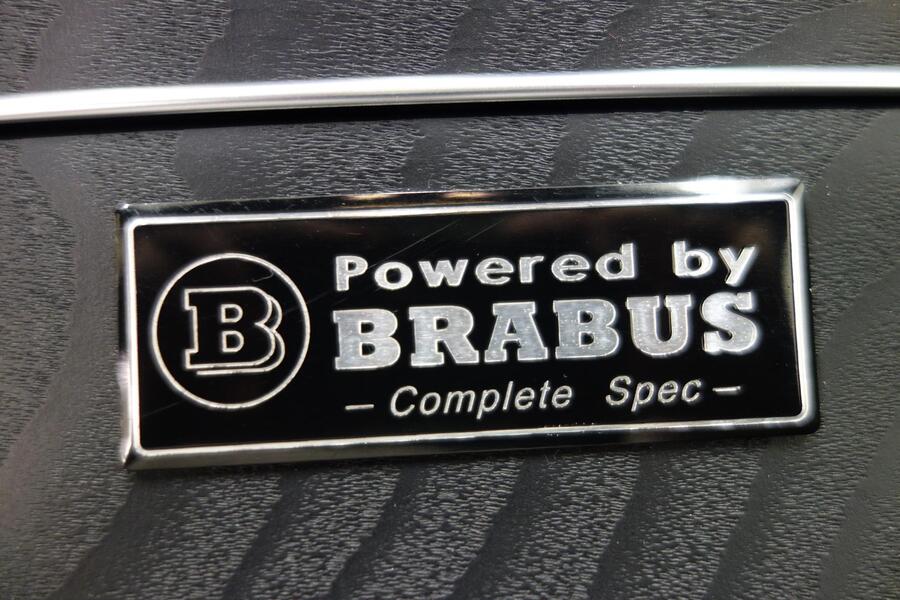 B
Powered by
BRABUS
– Complete Spec –